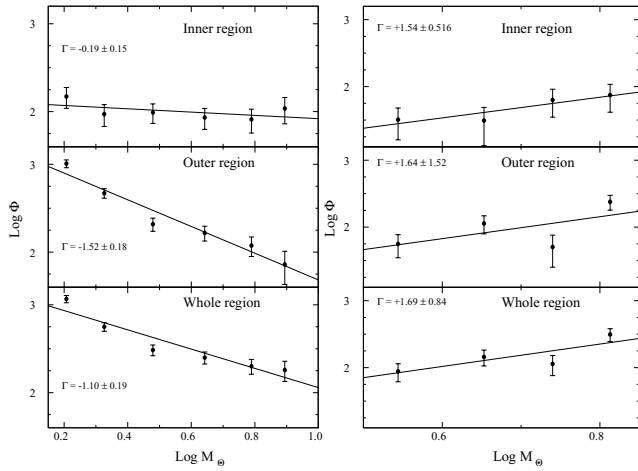 Inner region
Γ = -0.19 ± 0.15
3
2
Outer region
Γ = -1.52 ± 0.18
3
2
Whole region
Γ = -1.10 ± 0.19
3
2
Log Φ
0.2 0.4 0.6 0.8 1.0
Log M Θ
Inner region
Γ = +1.54 ± 0.516
3
2
Outer region
Γ = +1.64 ± 1.52
3
2
Whole region
Γ = +1.69 ± 0.84
3
2
Log Φ
0.6 0.8
Log M Θ